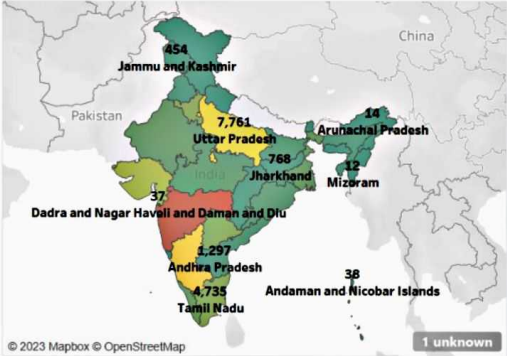 China
454
Jammu and Kashmir
Pakistan
7,761
Uttar Pradesh
14
Arunachal Pradesh
768
Jharkhand
India
12
Mizoram
37
Dadra and Nagar Haveli and Daman and Diu
1,297
Andhra Pradesh
38
Andaman and Nicobar Islands
4,735
Tamil Nadu
© 2023 Mapbox © OpenStreetMap
1 unknown